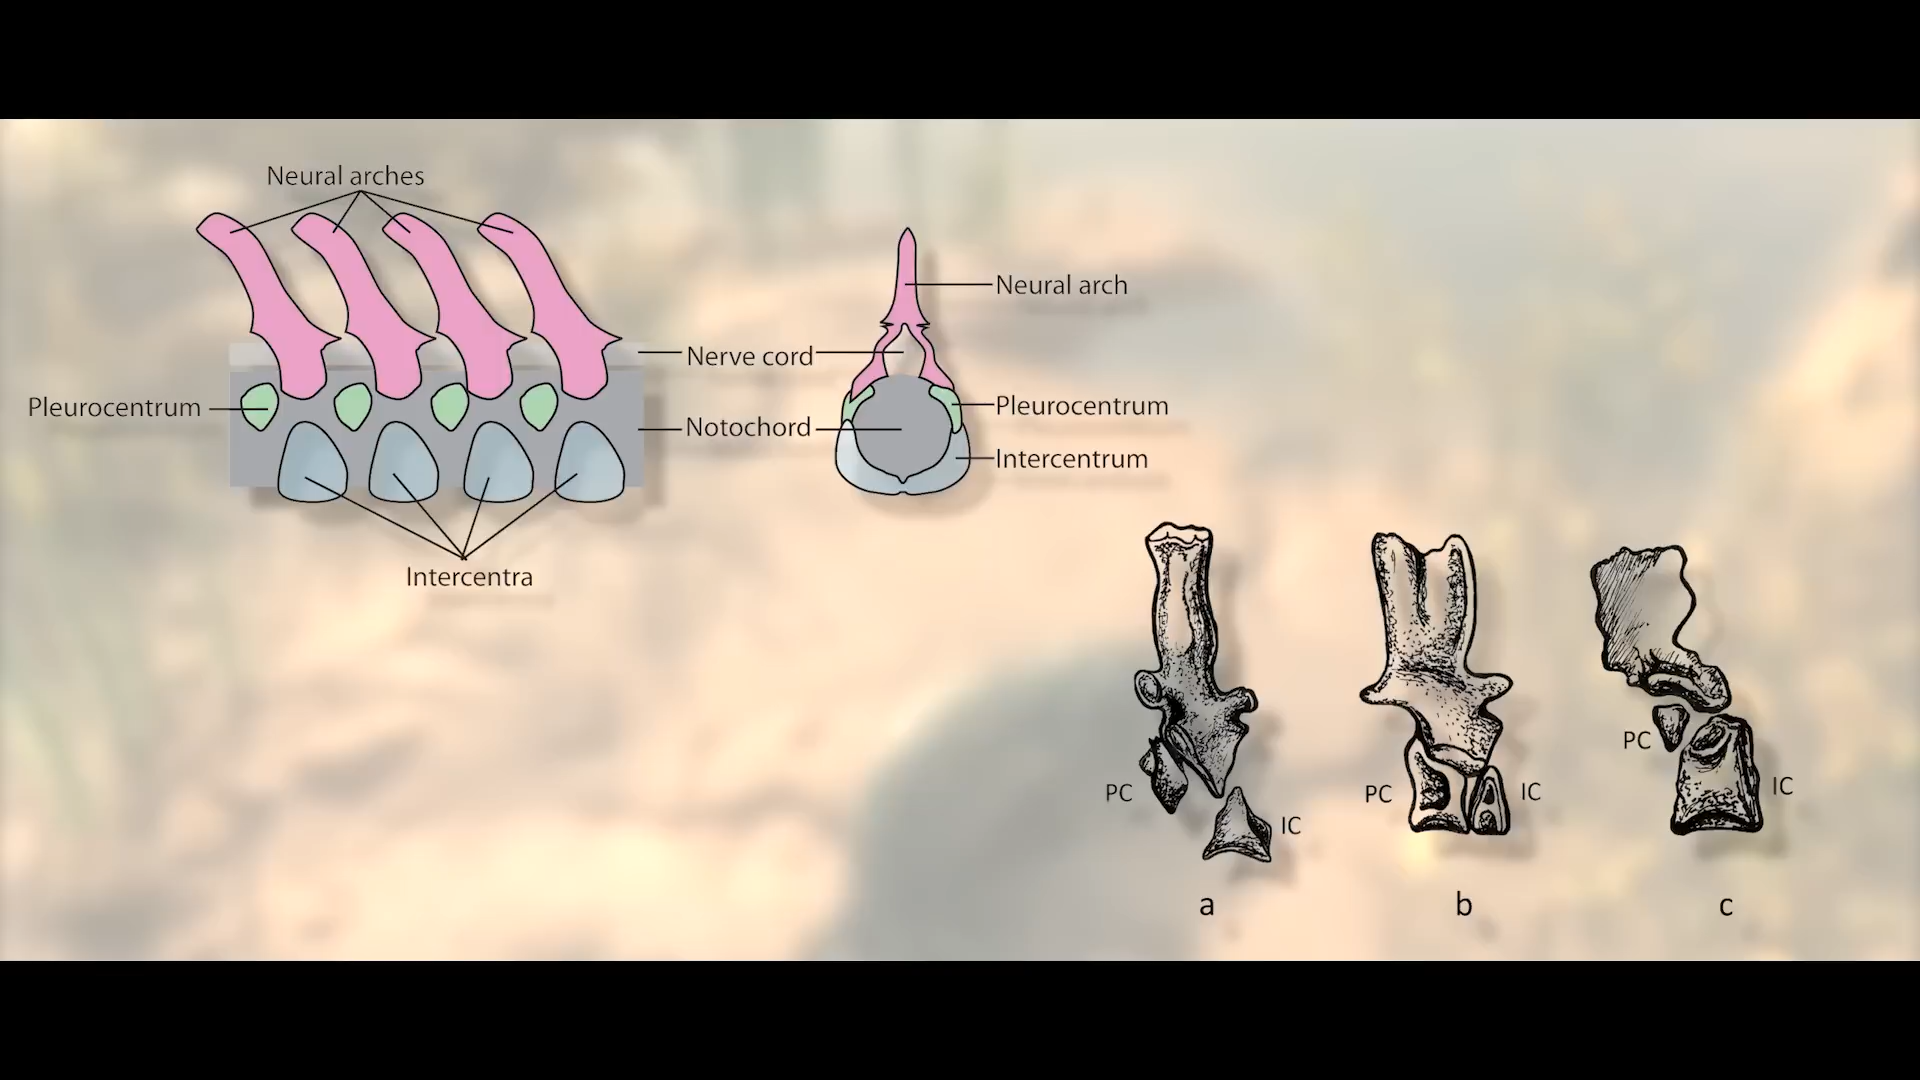 Neural arches
Neural arch
Nerve cord
Pleurocentrum
Pleurocentrum
Notochord
Intercentrum
Intercentra
PC
IC
PC
IC
PC
IC
a
b
c